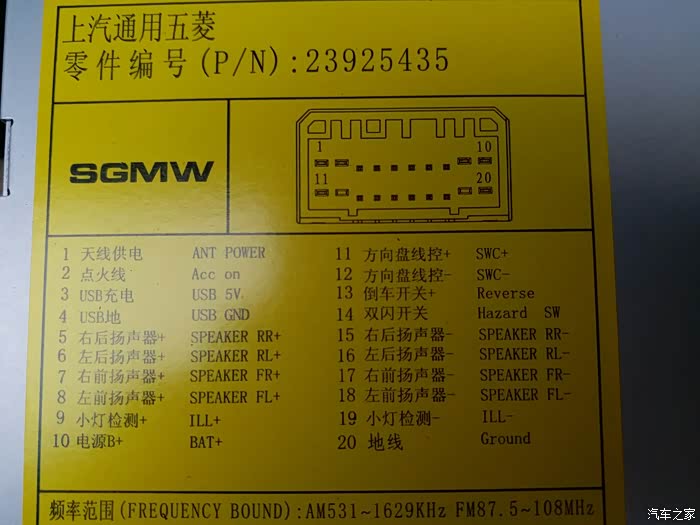 上汽通用五菱
零件编号(P/N):23925435
SGMW
1 10
11 20
1 天线供电 ANT POWER
2 点火线 Acc on
3 USB充电 USB 5V
4 USB地 USB GND
5 右后扬声器+ SPEAKER RR+
6 左后扬声器+ SPEAKER RL+
7 右前扬声器+ SPEAKER FR+
8 左前扬声器+ SPEAKER FL+
9 小灯检测+ ILL+
10 电源B+ BAT+
11 方向盘线控+ SWC+
12 方向盘线控- SWC-
13 倒车开关+ Reverse
14 双闪开关 Hazard SW
15 右后扬声器- SPEAKER RR-
16 左后扬声器- SPEAKER RL-
17 右前扬声器- SPEAKER FR-
18 左前扬声器- SPEAKER FL-
19 小灯检测- ILL-
20 地线 Ground
频率范围(FREQUENCY BOUND):AM531~1629KHz FM87.5~108MHz
汽车之家